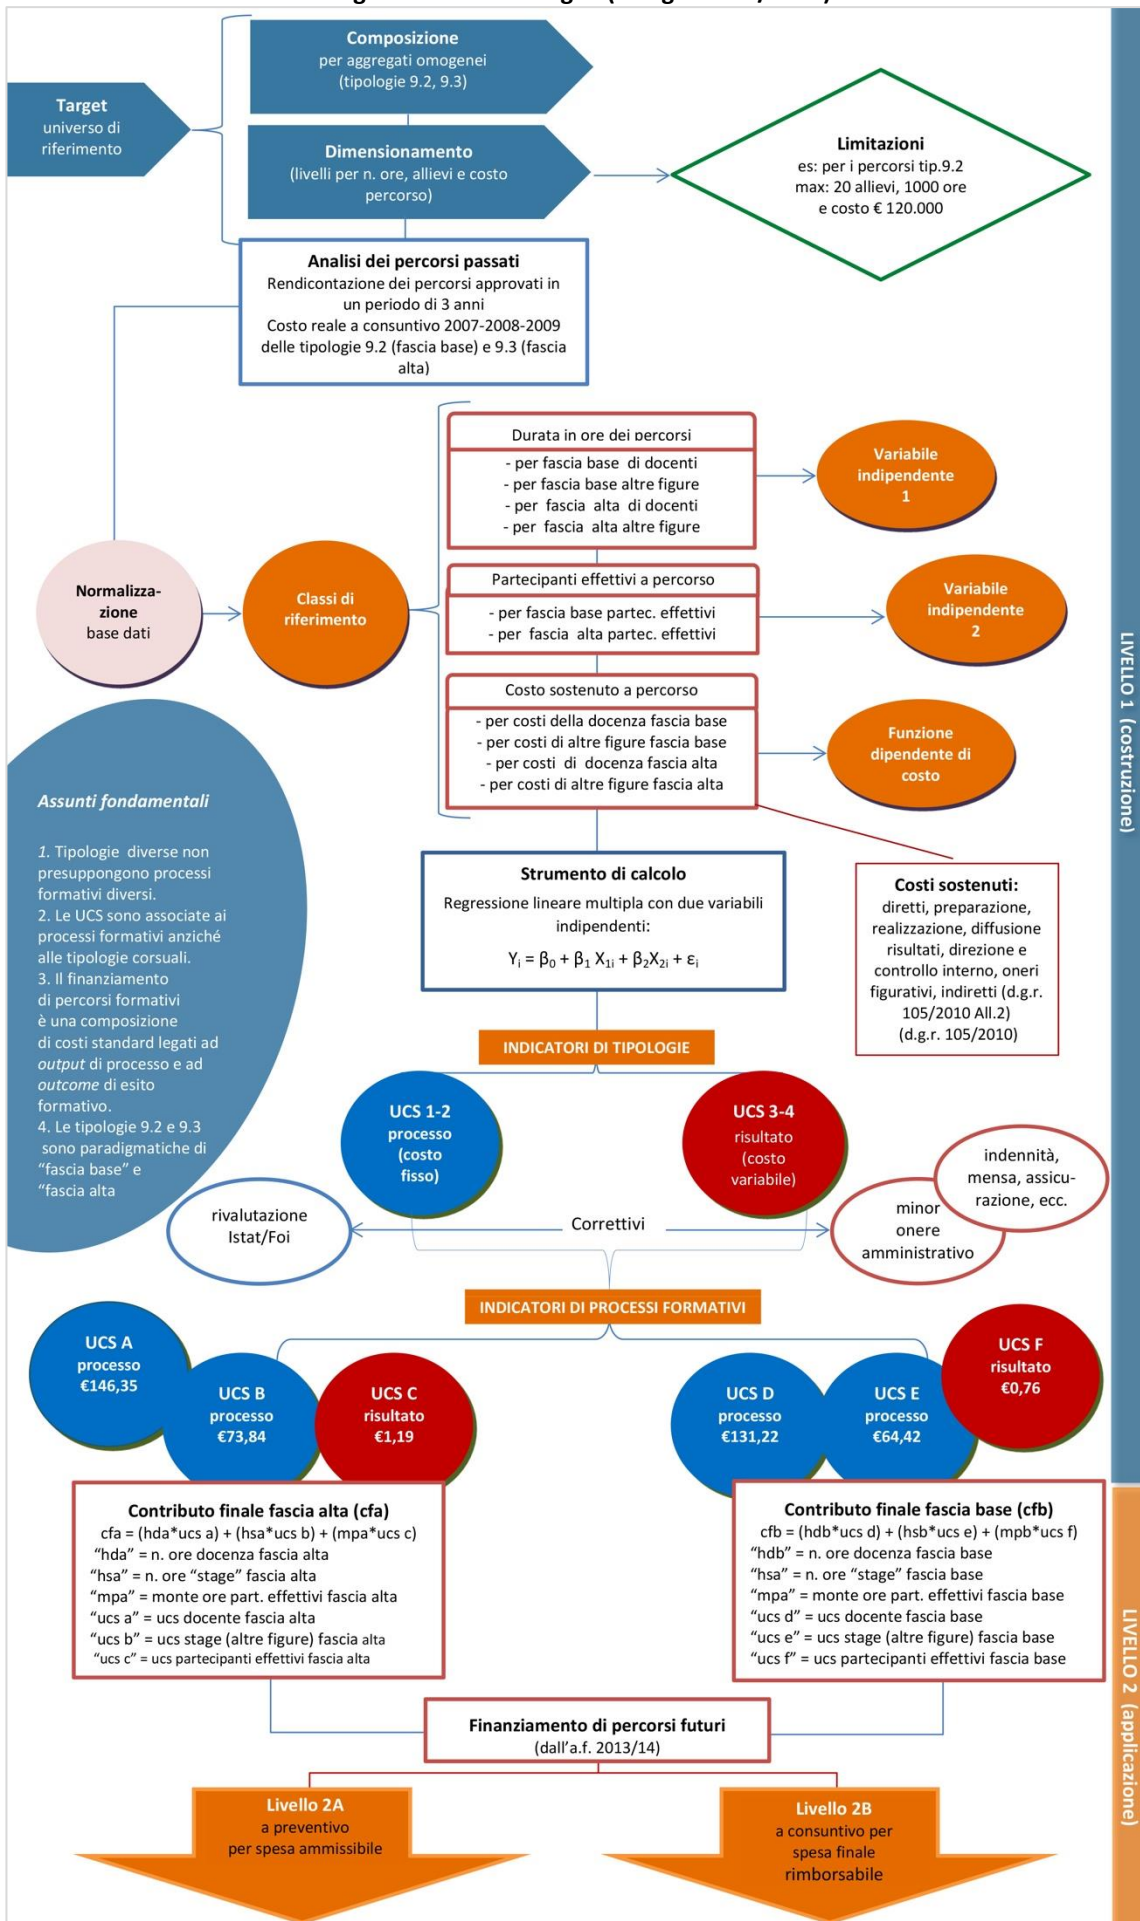 Composizione
per aggregati omogenei
(tipologie 9.2, 9.3)
Target
universo di
riferimento
Dimensionamento
(livelli per n. ore, allievi e costo
percorso)
Limitazioni
es: per i percorsi tip.9.2
max: 20 allievi, 1000 ore
e costo € 120.000
Analisi dei percorsi passati
Rendicontazione dei percorsi approvati in
un periodo di 3 anni
Costo reale a consuntivo 2007-2008-2009
delle tipologie 9.2 (fascia base) e 9.3 (fascia
alta)
Durata in ore dei percorsi
- per fascia base di docenti
- per fascia base altre figure
- per fascia alta di docenti
- per fascia alta altre figure
Variabile
indipendente
1
Normalizza-
zione
base dati
Classi di
riferimento
Partecipanti effettivi a percorso
- per fascia base partec. effettivi
- per fascia alta partec. effettivi
Variabile
indipendente
2
Costo sostenuto a percorso
- per costi della docenza fascia base
- per costi di altre figure fascia base
- per costi di docenza fascia alta
- per costi di altre figure fascia alta
Funzione
dipendente di
costo
LIVELLO 1 (costruzione)
Assunti fondamentali
1. Tipologie diverse non
presuppongono processi
formativi diversi.
2. Le UCS sono associate ai
processi formativi anziché
alle tipologie corsuali.
3. Il finanziamento
di percorsi formativi
è una composizione
di costi standard legati ad
output di processo e ad
outcome di esito
formativo.
4. Le tipologie 9.2 e 9.3
sono paradigmatiche di
"fascia base" e
"fascia alta
Strumento di calcolo
Regressione lineare multipla con due variabili
indipendenti:
Yi = β0 + β1 X1i + β2X2i + εi
Costi sostenuti:
diretti, preparazione,
realizzazione, diffusione
risultati, direzione e
controllo interno, oneri
figurativi, indiretti (d.g.r.
105/2010 All.2)
(d.g.r. 105/2010)
INDICATORI DI TIPOLOGIE
UCS 1-2
processo
(costo
fisso)
UCS 3-4
risultato
(costo
variabile)
rivalutazione
Istat/Foi
Correttivi
minor
onere
amministrativo
indennità,
mensa, assicu-
razione, ecc.
INDICATORI DI PROCESSI FORMATIVI
UCS A
processo
€146,35
UCS B
processo
€73,84
UCS C
risultato
€1,19
UCS D
processo
€131,22
UCS E
processo
€64,42
UCS F
risultato
€0,76
Contributo finale fascia alta (cfa)
cfa = (hda*ucs a) + (hsa*ucs b) + (mpa*ucs c)
"hda" = n. ore docenza fascia alta
"hsa" = n. ore "stage" fascia alta
"mpa" = monte ore part. effettivi fascia alta
"ucs a" = ucs docente fascia alta
"ucs b" = ucs stage (altre figure) fascia alta
"ucs c" = ucs partecipanti effettivi fascia alta
Contributo finale fascia base (cfb)
cfb = (hdb*ucs d) + (hsb*ucs e) + (mpb*ucs f)
"hdb" = n. ore docenza fascia base
"hsa" = n. ore "stage" fascia base
"mpa" = monte ore part. effettivi fascia base
"ucs d" = ucs docente fascia base
"ucs e" = ucs stage (altre figure) fascia base
"ucs f" = ucs partecipanti effettivi fascia base
LIVELLO 2 (applicazione)
Finanziamento di percorsi futuri
(dall'a.f. 2013/14)
Livello 2A
a preventivo
per spesa ammissibile
Livello 2B
a consuntivo per
spesa finale
rimborsabile